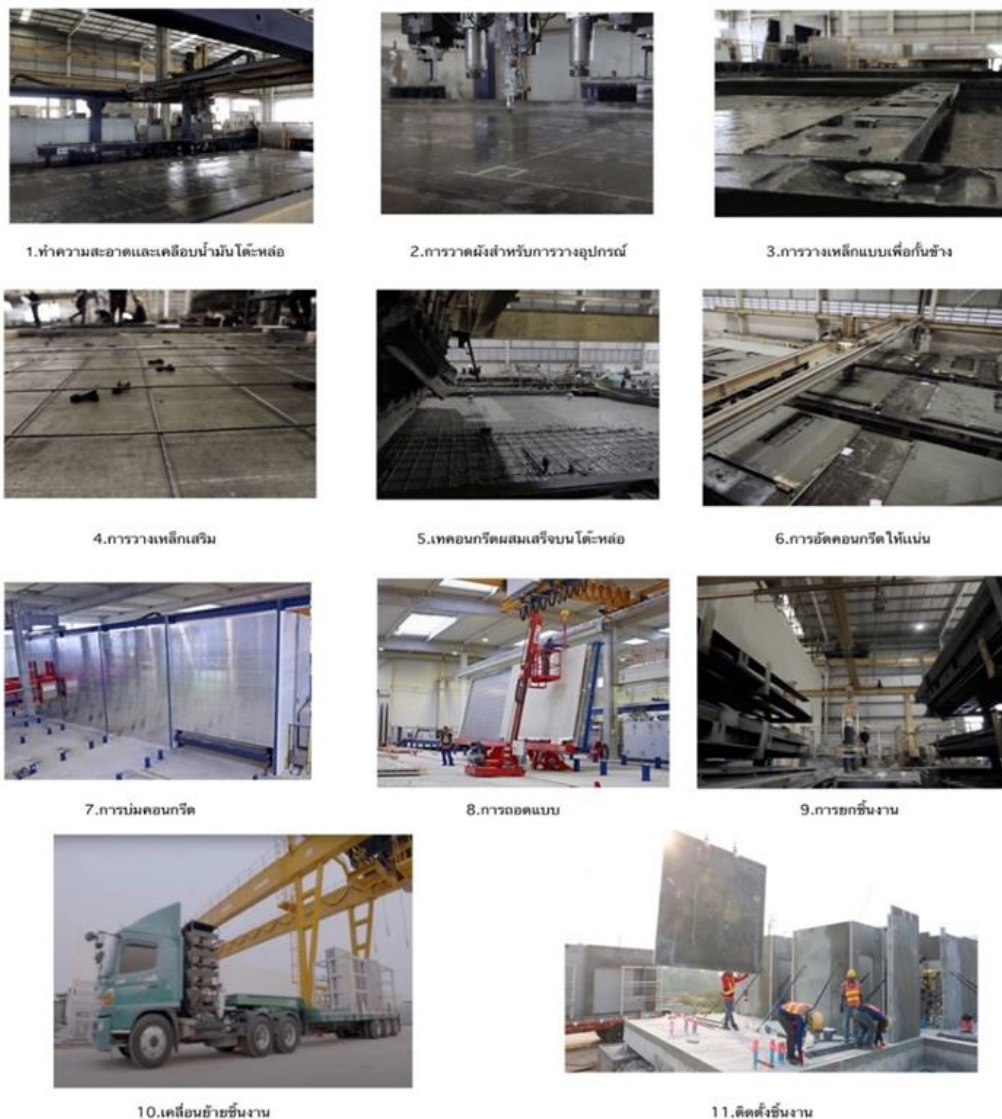 1.ทำความสะอาดและเคลือบน้ำมันโต๊ะหล่อ
2.การวาดผังสำหรับการวางอุปกรณ์
3.การวางเหล็กแบบเพื่อกั้นข้าง
4.การวางเหล็กเสริม
5.เทคอนกรีตผสมเสร็จบนโต๊ะหล่อ
6.การอัดคอนกรีตให้แน่น
7.การบ่มคอนกรีต
8.การถอดแบบ
9.การยกชิ้นงาน
10.เคลื่อนย้ายชิ้นงาน
11.ติดตั้งชิ้นงาน